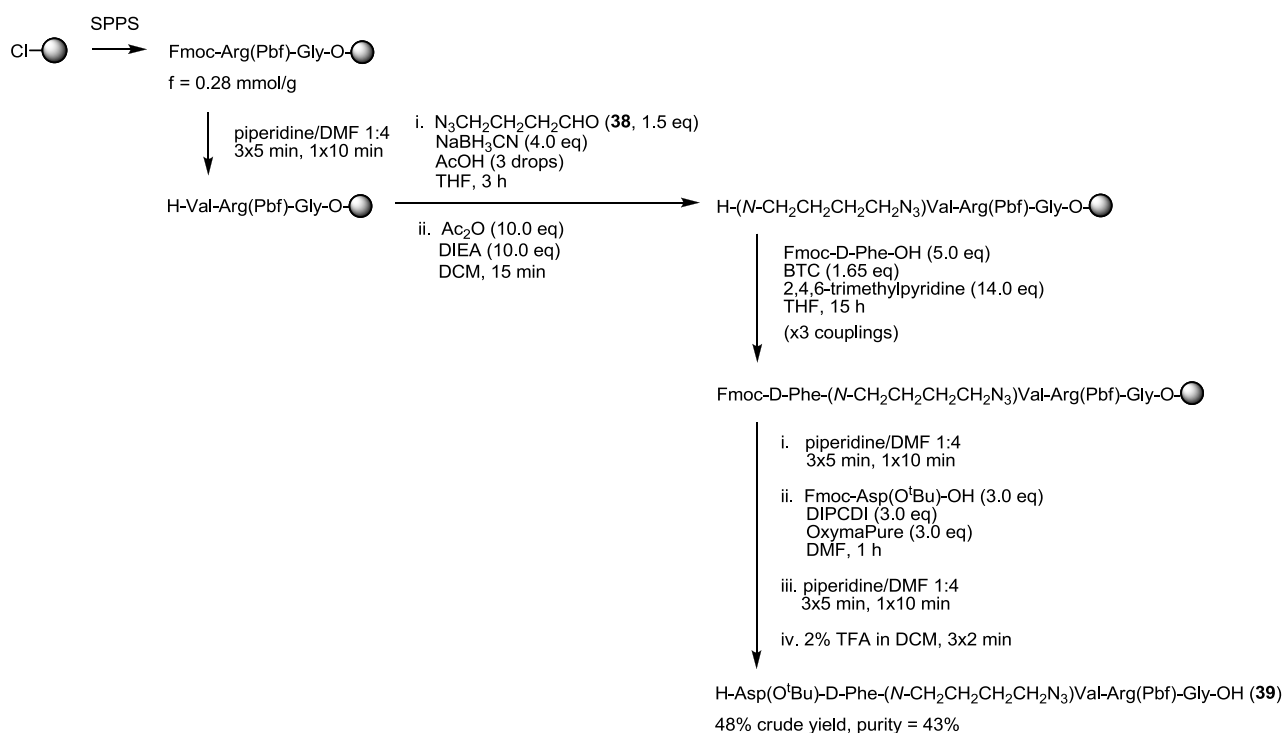 SPPS
Cl
Fmoc-Arg(Pbf)-Gly-O
f = 0.28 mmol/g
piperidine/DMF 1:4
3x5 min, 1x10 min
i. N₃CH₂CH₂CH₂CHO (38, 1.5 eq)
NaBH₃CN (4.0 eq)
AcOH (3 drops)
THF, 3 h
H-Val-Arg(Pbf)-Gly-O
ii. Ac₂O (10.0 eq)
DIEA (10.0 eq)
DCM, 15 min
H-(N-CH₂CH₂CH₂CH₂N₃)Val-Arg(Pbf)-Gly-O
Fmoc-D-Phe-OH (5.0 eq)
BTC (1.65 eq)
2,4,6-trimethylpyridine (14.0 eq)
THF, 15 h
(x3 couplings)
Fmoc-D-Phe-(N-CH₂CH₂CH₂CH₂N₃)Val-Arg(Pbf)-Gly-O
i. piperidine/DMF 1:4
3x5 min, 1x10 min
ii. Fmoc-Asp(OᵗBu)-OH (3.0 eq)
DIPCDI (3.0 eq)
OxymaPure (3.0 eq)
DMF, 1 h
iii. piperidine/DMF 1:4
3x5 min, 1x10 min
iv. 2% TFA in DCM, 3x2 min
H-Asp(OᵗBu)-D-Phe-(N-CH₂CH₂CH₂CH₂N₃)Val-Arg(Pbf)-Gly-OH (39)
48% crude yield, purity = 43%